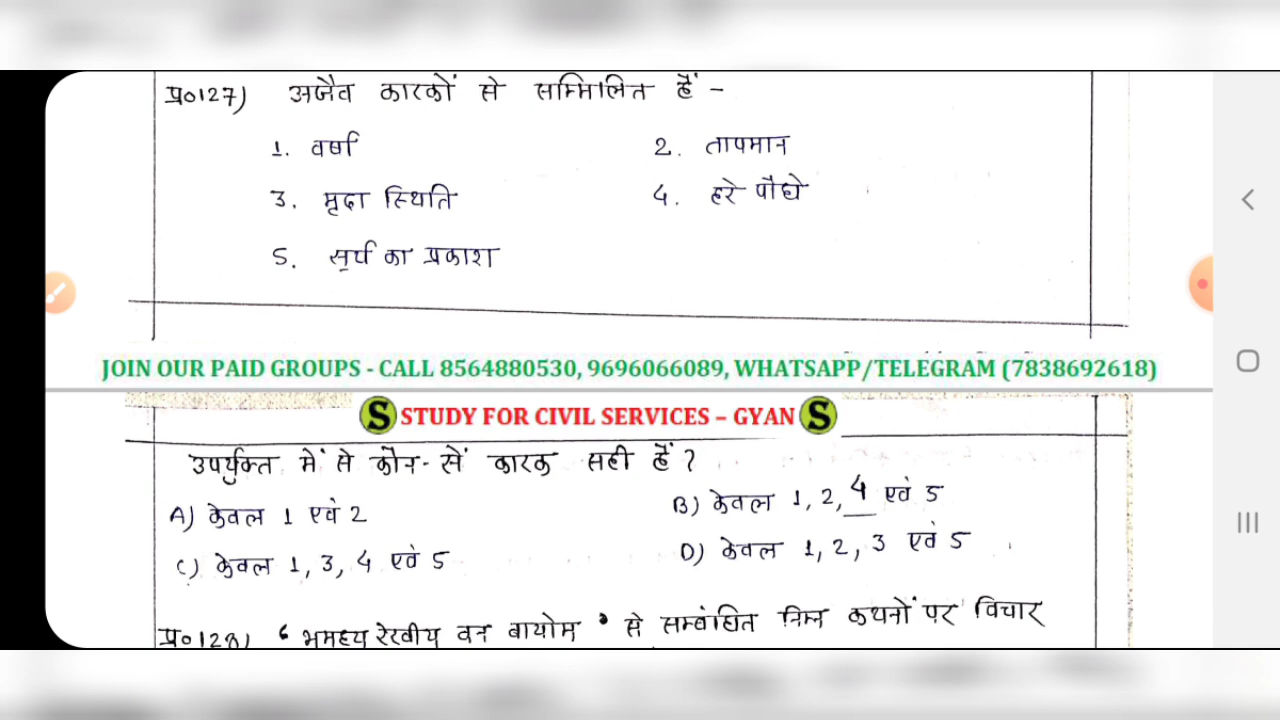 प्र०127) अजैव कारकों से सम्मिलित हैं -
1. वर्षा 2. तापमान
3. मृदा स्थिति 4. हरे पौधे
5. सूर्य का प्रकाश
JOIN OUR PAID GROUPS - CALL 8564880530, 9696066089, WHATSAPP/TELEGRAM (7838692618)
S STUDY FOR CIVIL SERVICES – GYAN S
उपर्युक्त में से कौन-सें कारक सही हैं ?
A) केवल 1 एवं 2 B) केवल 1, 2, 4 एवं 5
C) केवल 1, 3, 4 एवं 5 D) केवल 1, 2, 3 एवं 5
प्र०128) ‘भूमध्य रेखीय वन बायोम’ से सम्बंधित निम्न कथनों पर विचार